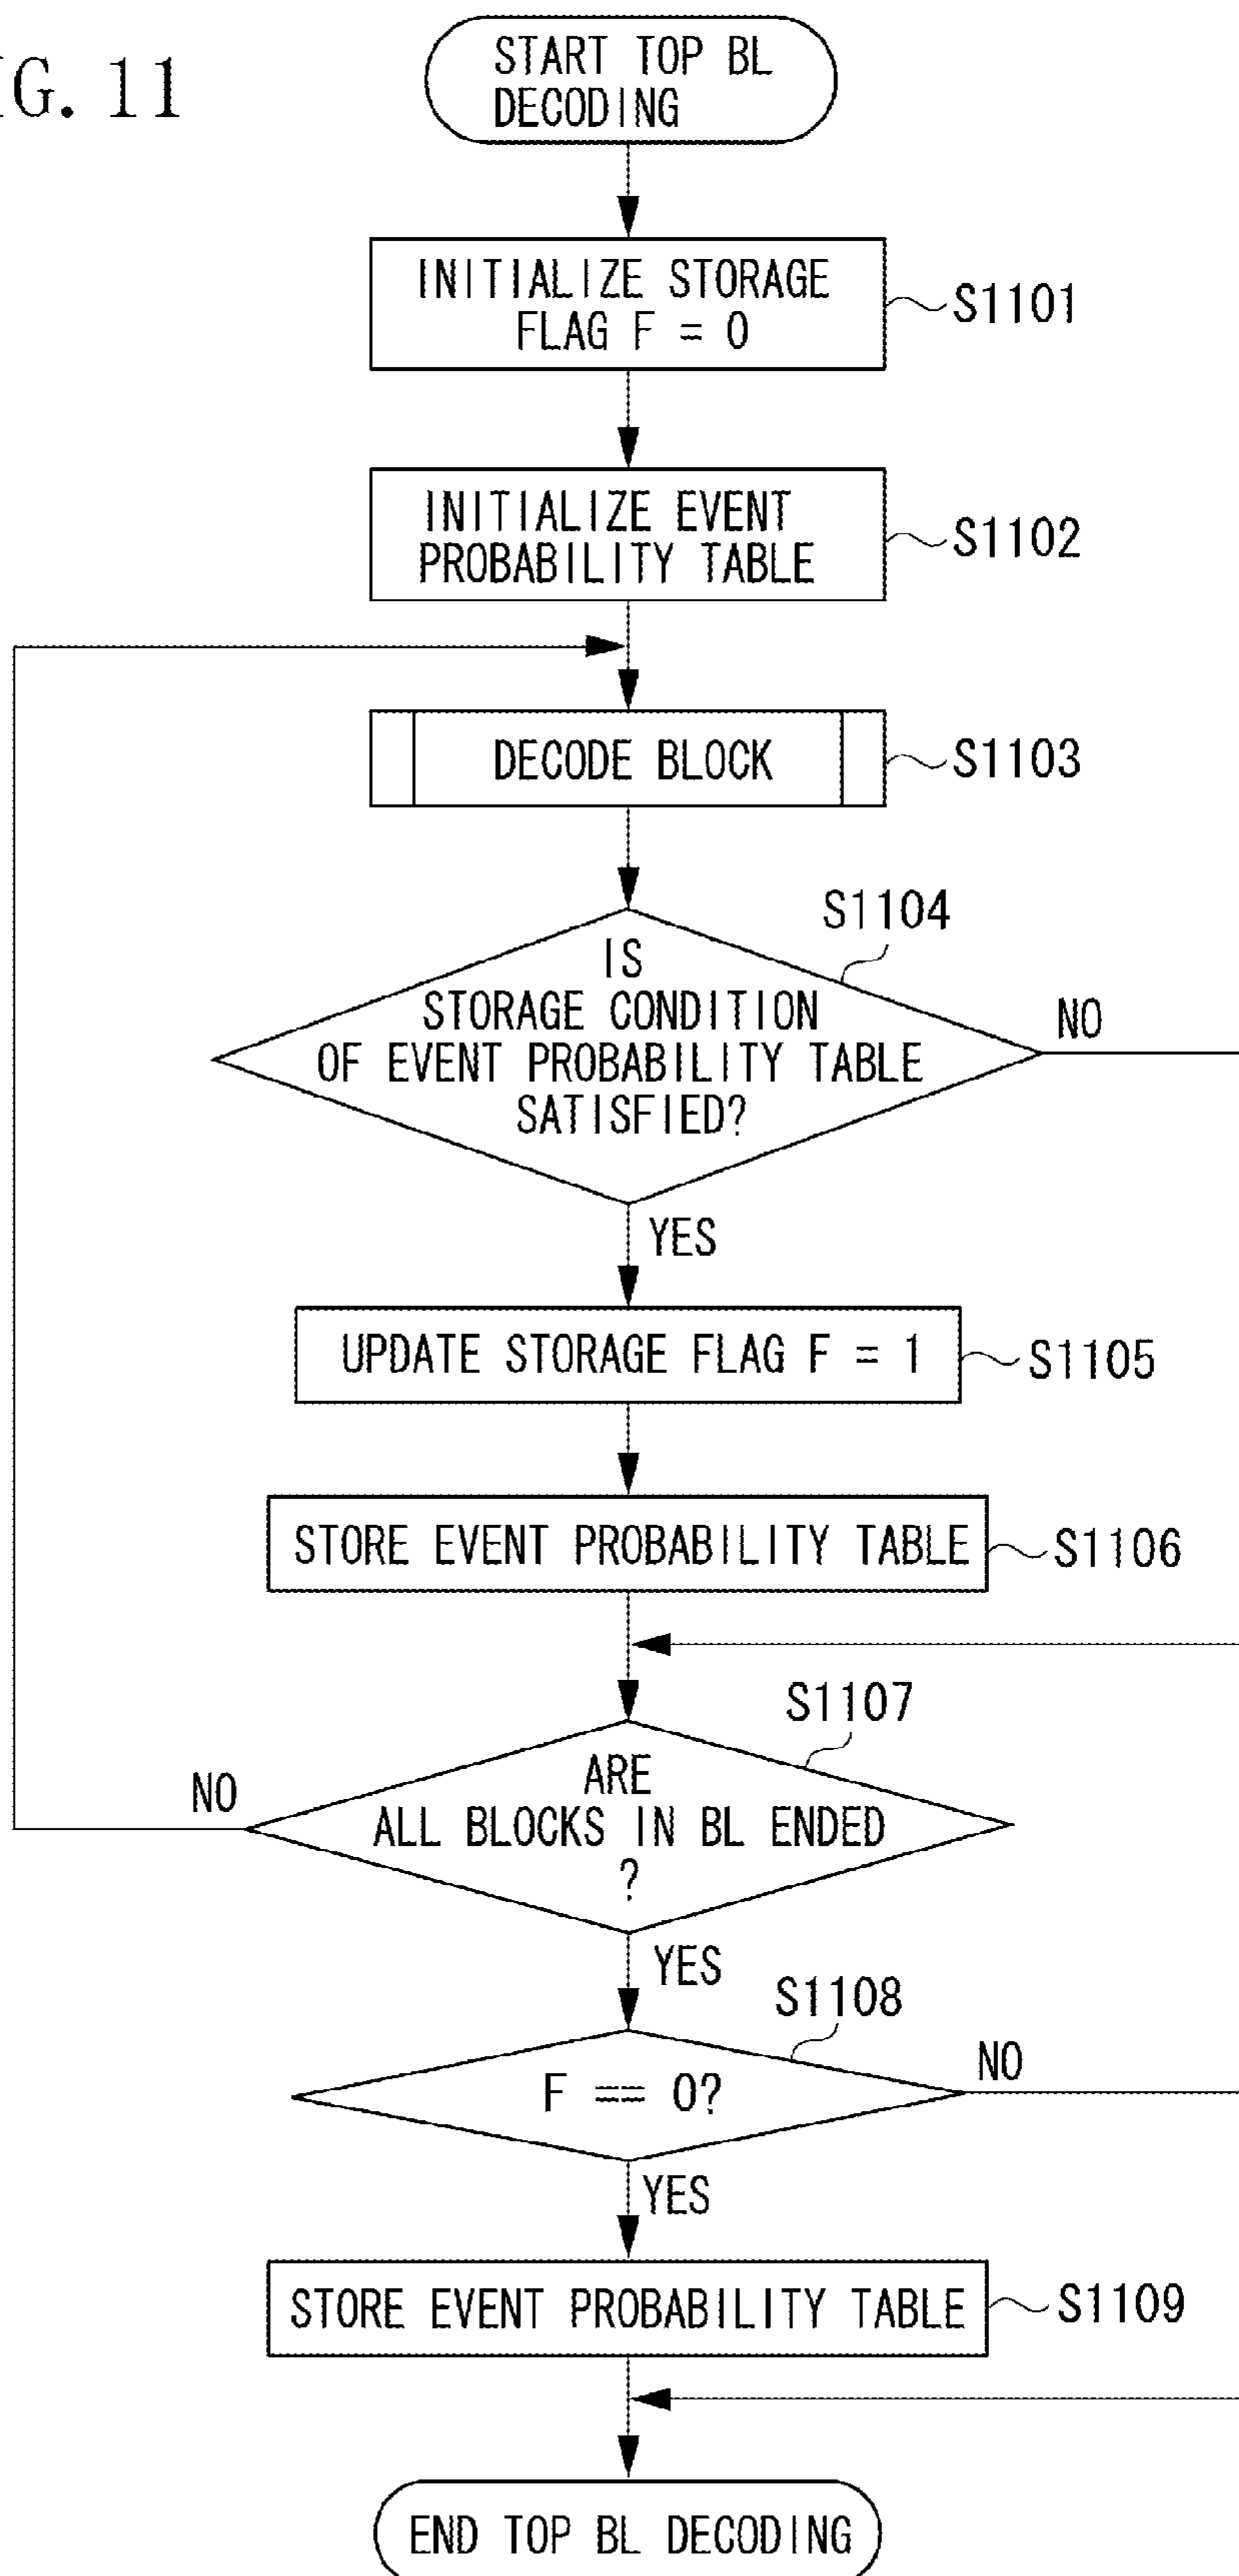 IG. 11
START TOP BL
DECODING
INITIALIZE STORAGE
FLAG F = 0
S1101
INITIALIZE EVENT
PROBABILITY TABLE
S1102
DECODE BLOCK
S1103
S1104
IS
STORAGE CONDITION
OF EVENT PROBABILITY TABLE
SATISFIED?
NO
YES
UPDATE STORAGE FLAG F = 1
S1105
STORE EVENT PROBABILITY TABLE
S1106
S1107
ARE
ALL BLOCKS IN BL ENDED
?
NO
YES
S1108
F == 0?
NO
YES
STORE EVENT PROBABILITY TABLE
S1109
END TOP BL DECODING